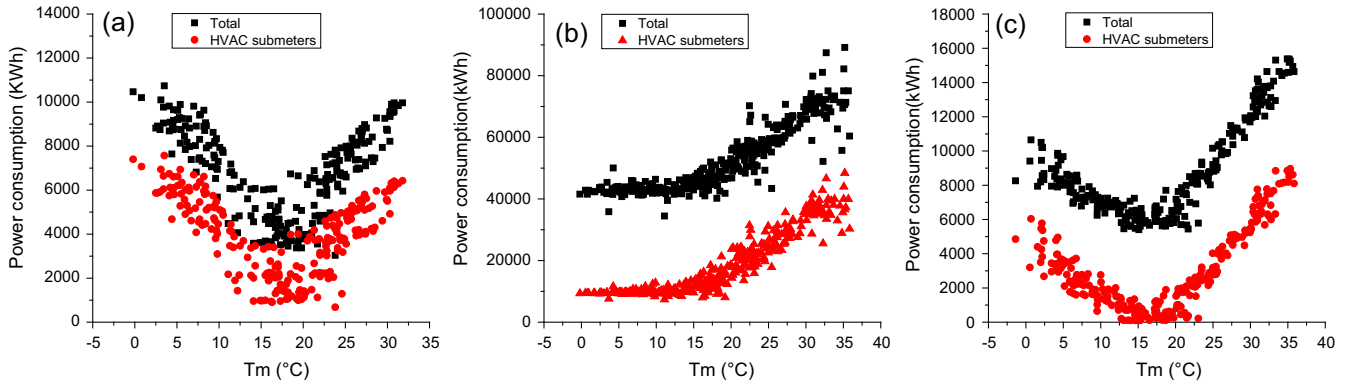 (a)
Total
HVAC submeters
14000
12000
10000
8000
6000
4000
2000
0
-5 0 5 10 15 20 25 30 35
Power consumption (KWh)
Tm (°C)
(b)
Total
HVAC submeters
100000
80000
60000
40000
20000
0
-5 0 5 10 15 20 25 30 35 40
Power consumption(kWh)
Tm (°C)
(c)
Total
HVAC submeters
18000
16000
14000
12000
10000
8000
6000
4000
2000
0
-5 0 5 10 15 20 25 30 35 40
Power consumption(kWh)
Tm (°C)